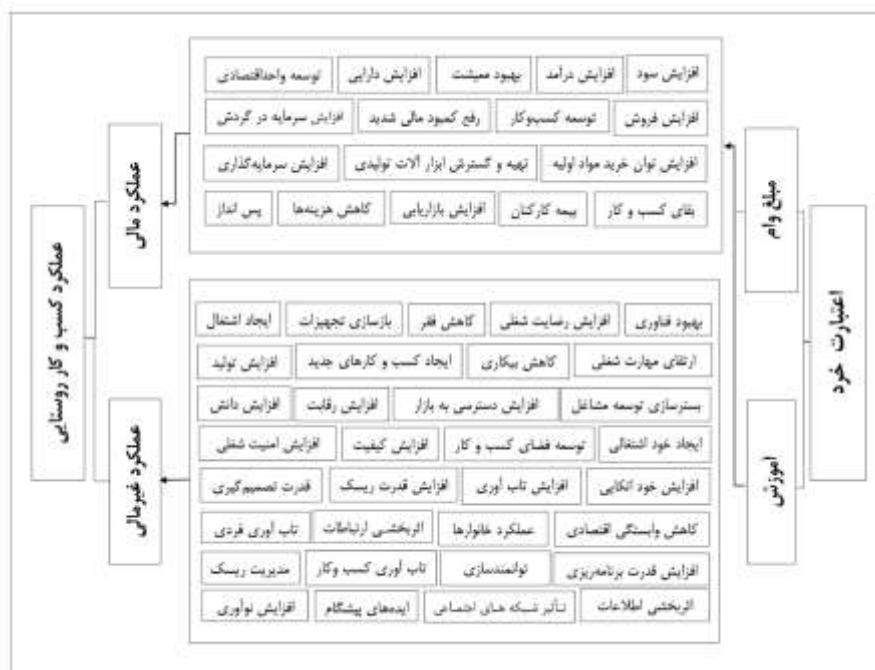 اعتبارت خرد
مبلغ وام
آموزش
افزایش سود افزایش درآمد بهبود معیشت افزایش دارایی توسعه واحداقتصادی
افزایش فروش توسعه کسب‌وکار رفع کمبود مالی شدید افزایش سرمایه در گردش
افزایش توان خرید مواد اولیه تهیه و گسترش ابزار آلات تولیدی افزایش سرمایه‌گذاری
بقای کسب و کار بیمه کارکنان افزایش بازاریابی کاهش هزینه‌ها پس انداز
بهبود فناوری افزایش رضایت شغلی کاهش فقر بازسازی تجهیزات ایجاد اشتغال
ارتقای مهارت شغلی کاهش بیکاری ایجاد کسب و کارهای جدید افزایش تولید
بسترسازی توسعه مشاغل افزایش دسترسی به بازار افزایش رقابت افزایش دانش
ایجاد خود اشتغالی توسعه فضای کسب و کار افزایش کیفیت افزایش امنیت شغلی
افزایش خود اتکایی افزایش تاب آوری افزایش قدرت ریسک قدرت تصمیم‌گیری
کاهش وابستگی اقتصادی عملکرد خانوارها اثربخشی ارتباطات تاب آوری فردی
افزایش قدرت برنامه‌ریزی توانمندسازی تاب آوری کسب وکار مدیریت ریسک
اثربخشی اطلاعات تأثیر شبکه های اجتماعی ایده‌های پیشگام افزایش نوآوری
عملکرد مالی
عملکرد غیرمالی
عملکرد کسب و کار روستایی